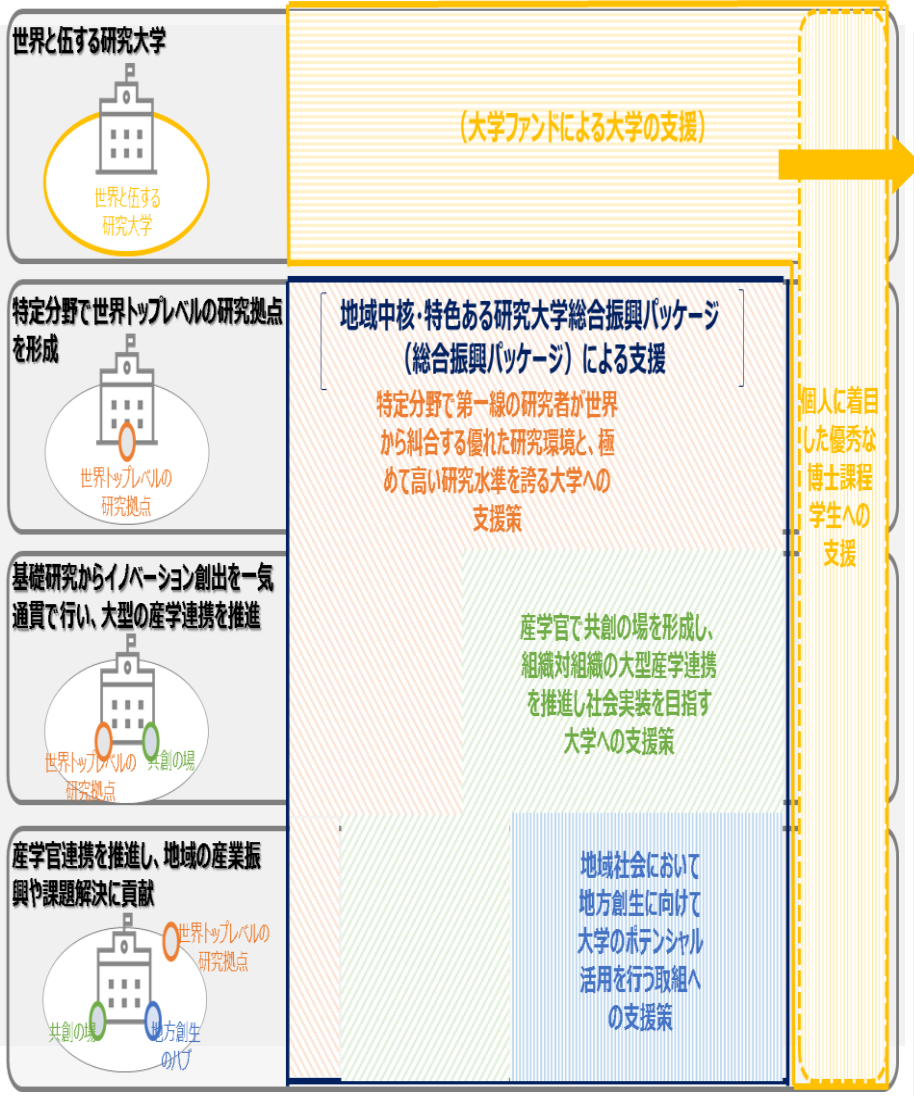 世界と伍する研究大学
世界と伍する
研究大学
(大学ファンドによる大学の支援)
特定分野で世界トップレベルの研究拠点
を形成
世界トップレベルの
研究拠点
地域中核・特色ある研究大学総合振興パッケージ
(総合振興パッケージ)による支援
特定分野で第一線の研究者が世界
から糾合する優れた研究環境と、極
めて高い研究水準を誇る大学への
支援策
個人に着目
した優秀な
博士課程
学生への
支援
基礎研究からイノベーション創出を一気
通貫で行い、大型の産学連携を推進
世界トップレベルの
研究拠点
共創の場
産学官で共創の場を形成し、
組織対組織の大型産学連携
を推進し社会実装を目指す
大学への支援策
産学官連携を推進し、地域の産業振
興や課題解決に貢献
世界トップレベルの
研究拠点
共創の場
地方創生
のハブ
地域社会において
地方創生に向けて
大学のポテンシャル
活用を行う取組へ
の支援策